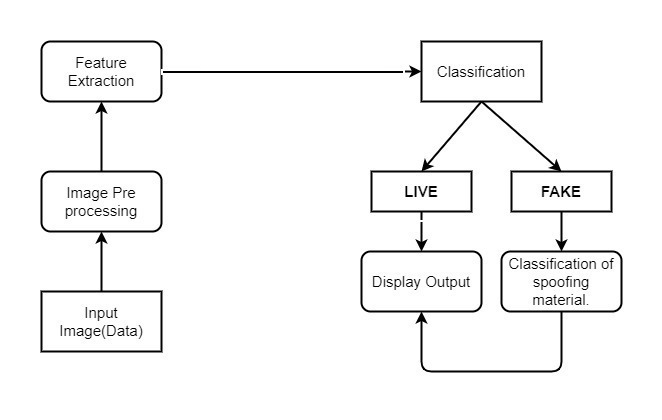 Feature
Extraction
Classification
Image Pre
processing
LIVE
FAKE
Display Output
Classification of
spoofing
material.
Input
Image(Data)